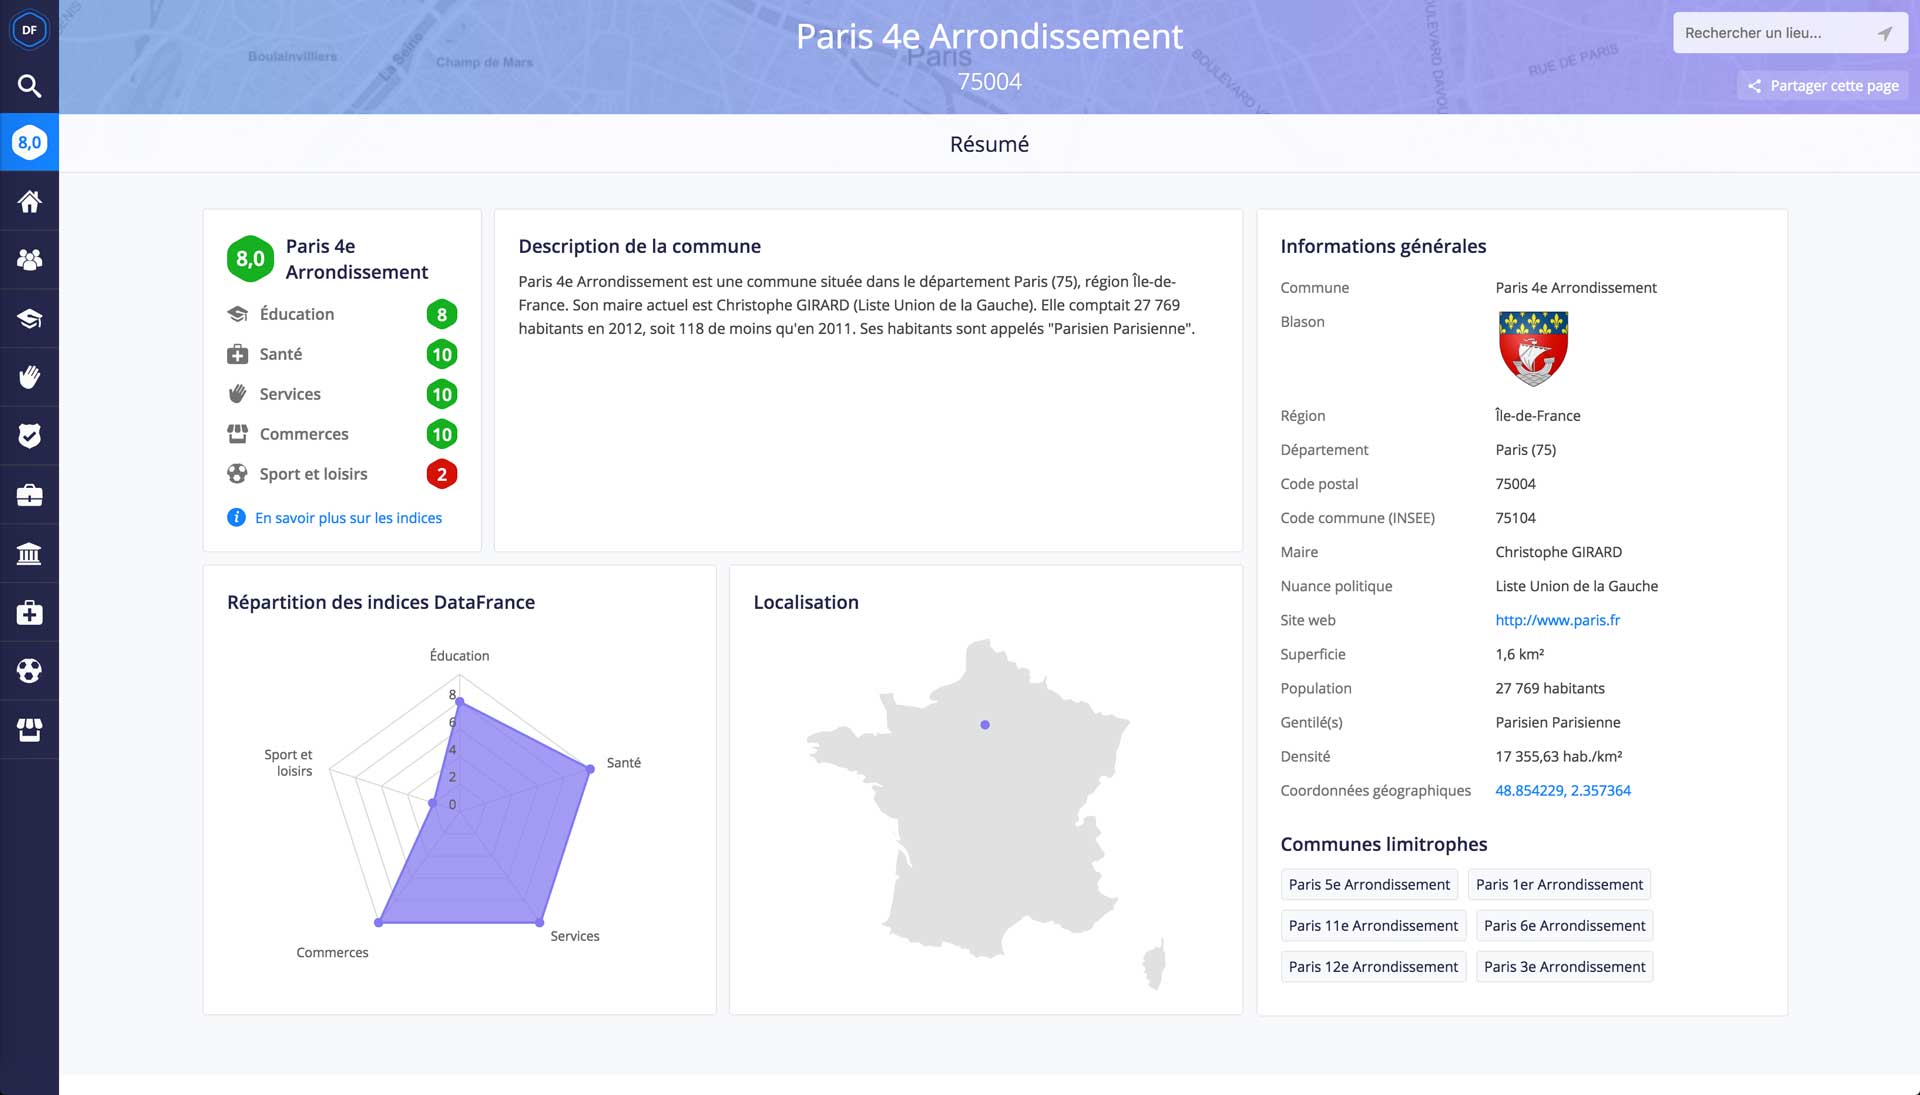 DF
8,0
Boulainvilliers
La Seine
Champ de Mars
Paris
BOULEVARD
RUE DE PARIS
Paris 4e Arrondissement
75004
Rechercher un lieu...
Partager cette page
Résumé
8,0
Paris 4e
Arrondissement
Éducation 8
Santé 10
Services 10
Commerces 10
Sport et loisirs 2
i En savoir plus sur les indices
Description de la commune
Paris 4e Arrondissement est une commune située dans le département Paris (75), région Île-de-
France. Son maire actuel est Christophe GIRARD (Liste Union de la Gauche). Elle comptait 27 769
habitants en 2012, soit 118 de moins qu'en 2011. Ses habitants sont appelés "Parisien Parisienne".
Répartition des indices DataFrance
Éducation
8
6
4
2
0
Sport et
loisirs
Santé
Commerces
Services
Localisation
Informations générales
Commune Paris 4e Arrondissement
Blason
Région Île-de-France
Département Paris (75)
Code postal 75004
Code commune (INSEE) 75104
Maire Christophe GIRARD
Nuance politique Liste Union de la Gauche
Site web http://www.paris.fr
Superficie 1,6 km²
Population 27 769 habitants
Gentilé(s) Parisien Parisienne
Densité 17 355,63 hab./km²
Coordonnées géographiques 48.854229, 2.357364
Communes limitrophes
Paris 5e Arrondissement Paris 1er Arrondissement
Paris 11e Arrondissement Paris 6e Arrondissement
Paris 12e Arrondissement Paris 3e Arrondissement